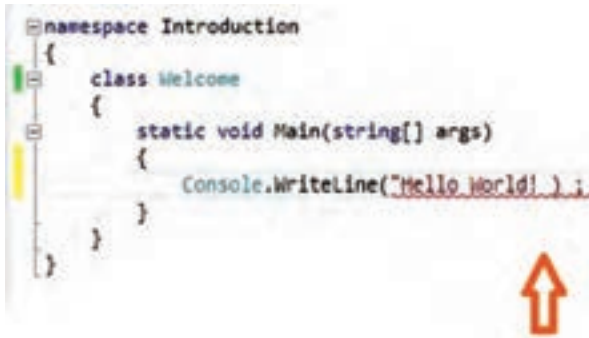 namespace Introduction
{
class Welcome
{
static void Main(string[] args)
{
Console.WriteLine("Hello World! ) ;
}
}
}